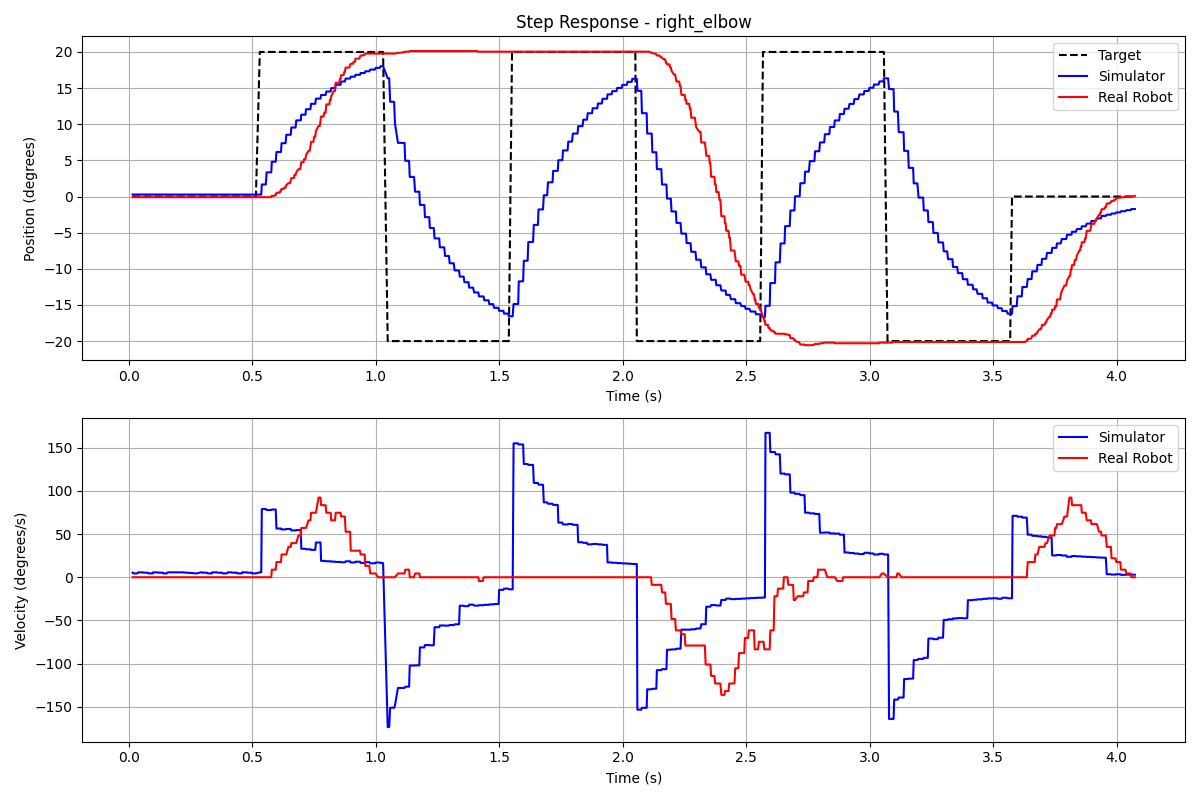 Step Response - right_elbow
Position (degrees)
20
15
10
5
0
−5
−10
−15
−20
Target
Simulator
Real Robot
0.0 0.5 1.0 1.5 2.0 2.5 3.0 3.5 4.0
Time (s)
Velocity (degrees/s)
150
100
50
0
−50
−100
−150
Simulator
Real Robot
0.0 0.5 1.0 1.5 2.0 2.5 3.0 3.5 4.0
Time (s)